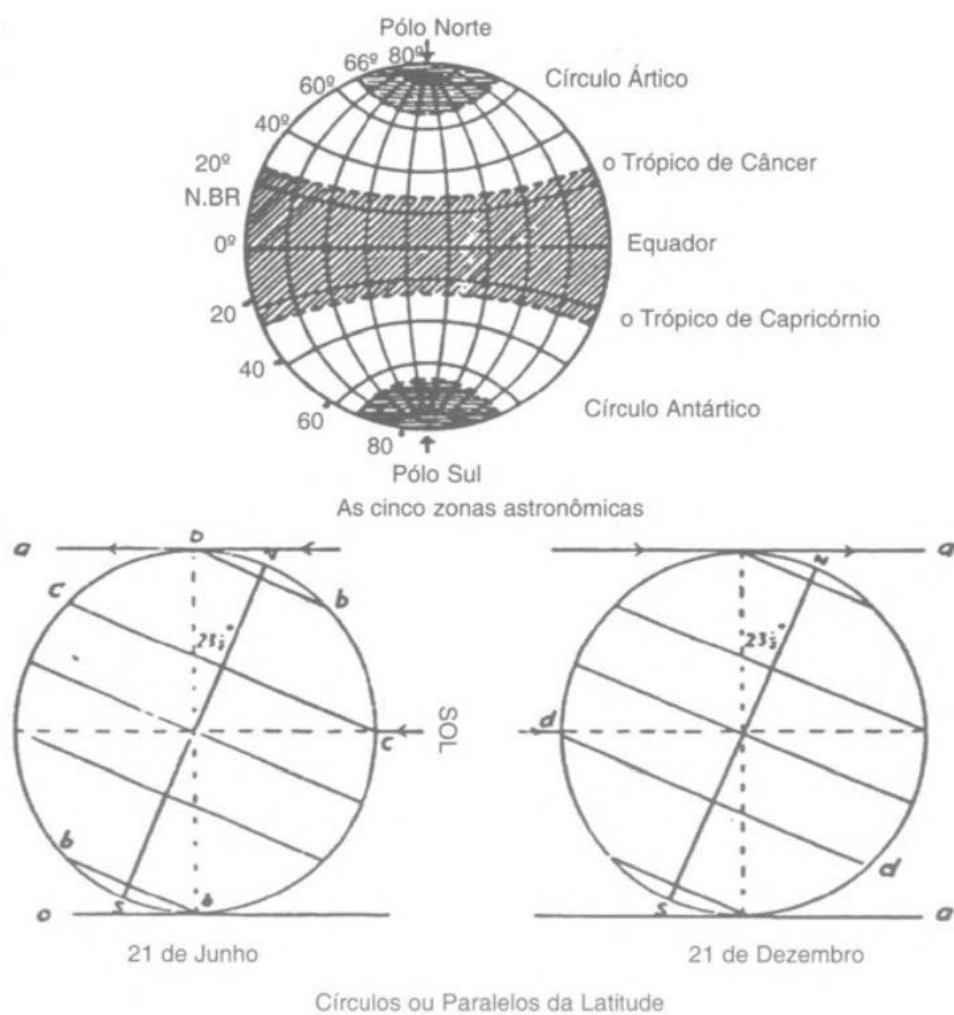 Pólo Norte
80º
66º
60º
Círculo Ártico
40º
20º
o Trópico de Câncer
N.BR
0º
Equador
20
o Trópico de Capricórnio
40
60
Círculo Antártico
80
Pólo Sul
As cinco zonas astronômicas
a
b
a
c
b
N
23½°
23½°
SOL
c
d
b
d
S
b
S
o
a
21 de Junho
21 de Dezembro
Círculos ou Paralelos da Latitude